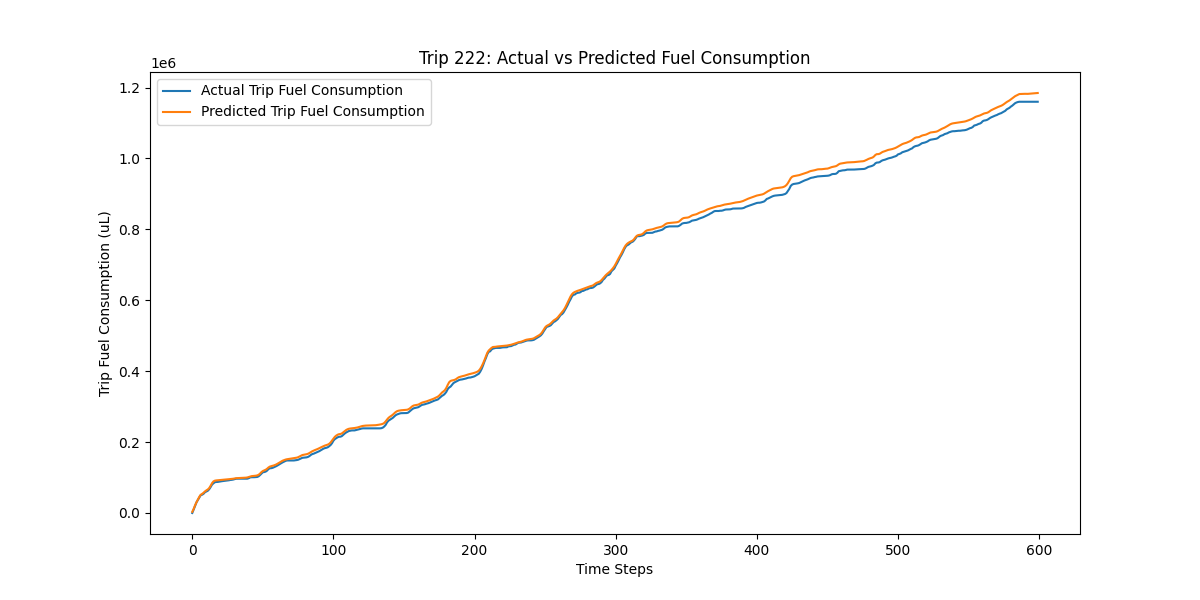 Trip 222: Actual vs Predicted Fuel Consumption
1e6
Actual Trip Fuel Consumption
Predicted Trip Fuel Consumption
1.2
1.0
0.8
0.6
0.4
0.2
0.0
Trip Fuel Consumption (uL)
0 100 200 300 400 500 600
Time Steps